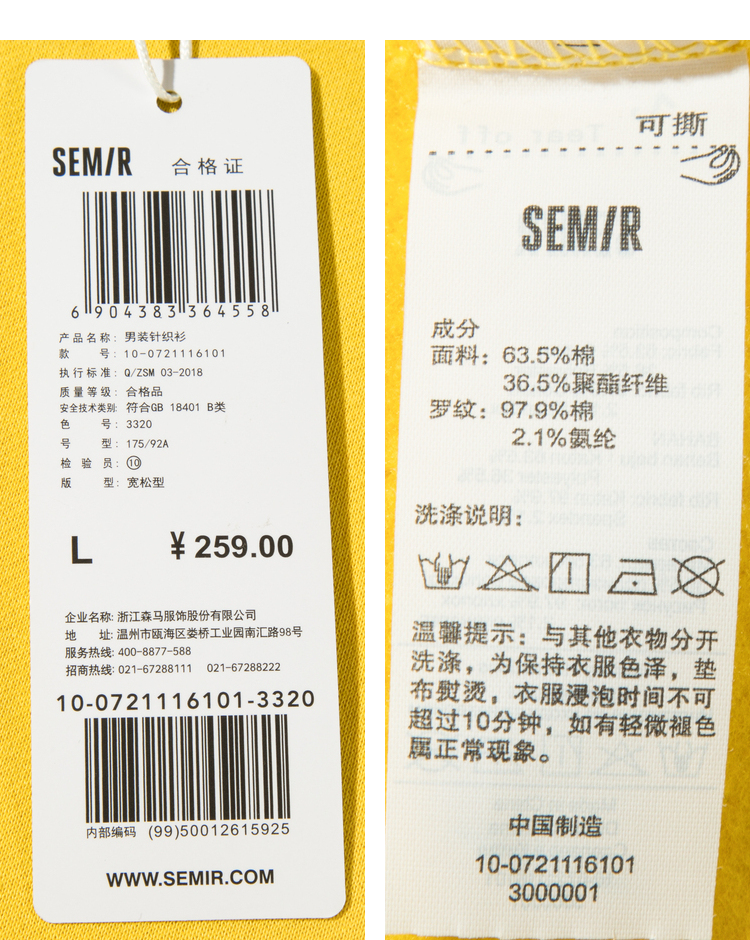 SEMIR 合格证
6 904383 364558
产品名称: 男装针织衫
款 号: 10-0721116101
执行标准: Q/ZSM 03-2018
质量等级: 合格品
安全技术类别: 符合GB 18401 B类
色 号: 3320
号 型: 175/92A
检 验 员: ⑩
版 型: 宽松型
L ¥259.00
企业名称: 浙江森马服饰股份有限公司
地 址: 温州市瓯海区娄桥工业园南汇路98号
服务热线: 400-8877-588
招商热线: 021-67288111 021-67288222
10-0721116101-3320
内部编码 (99)50012615925
WWW.SEMIR.COM
可撕
SEMIR
成分
面料: 63.5%棉
36.5%聚酯纤维
罗纹: 97.9%棉
2.1%氨纶
洗涤说明:
温馨提示: 与其他衣物分开
洗涤，为保持衣服色泽，垫
布熨烫，衣服浸泡时间不可
超过10分钟，如有轻微褪色
属正常现象。
中国制造
10-0721116101
3000001